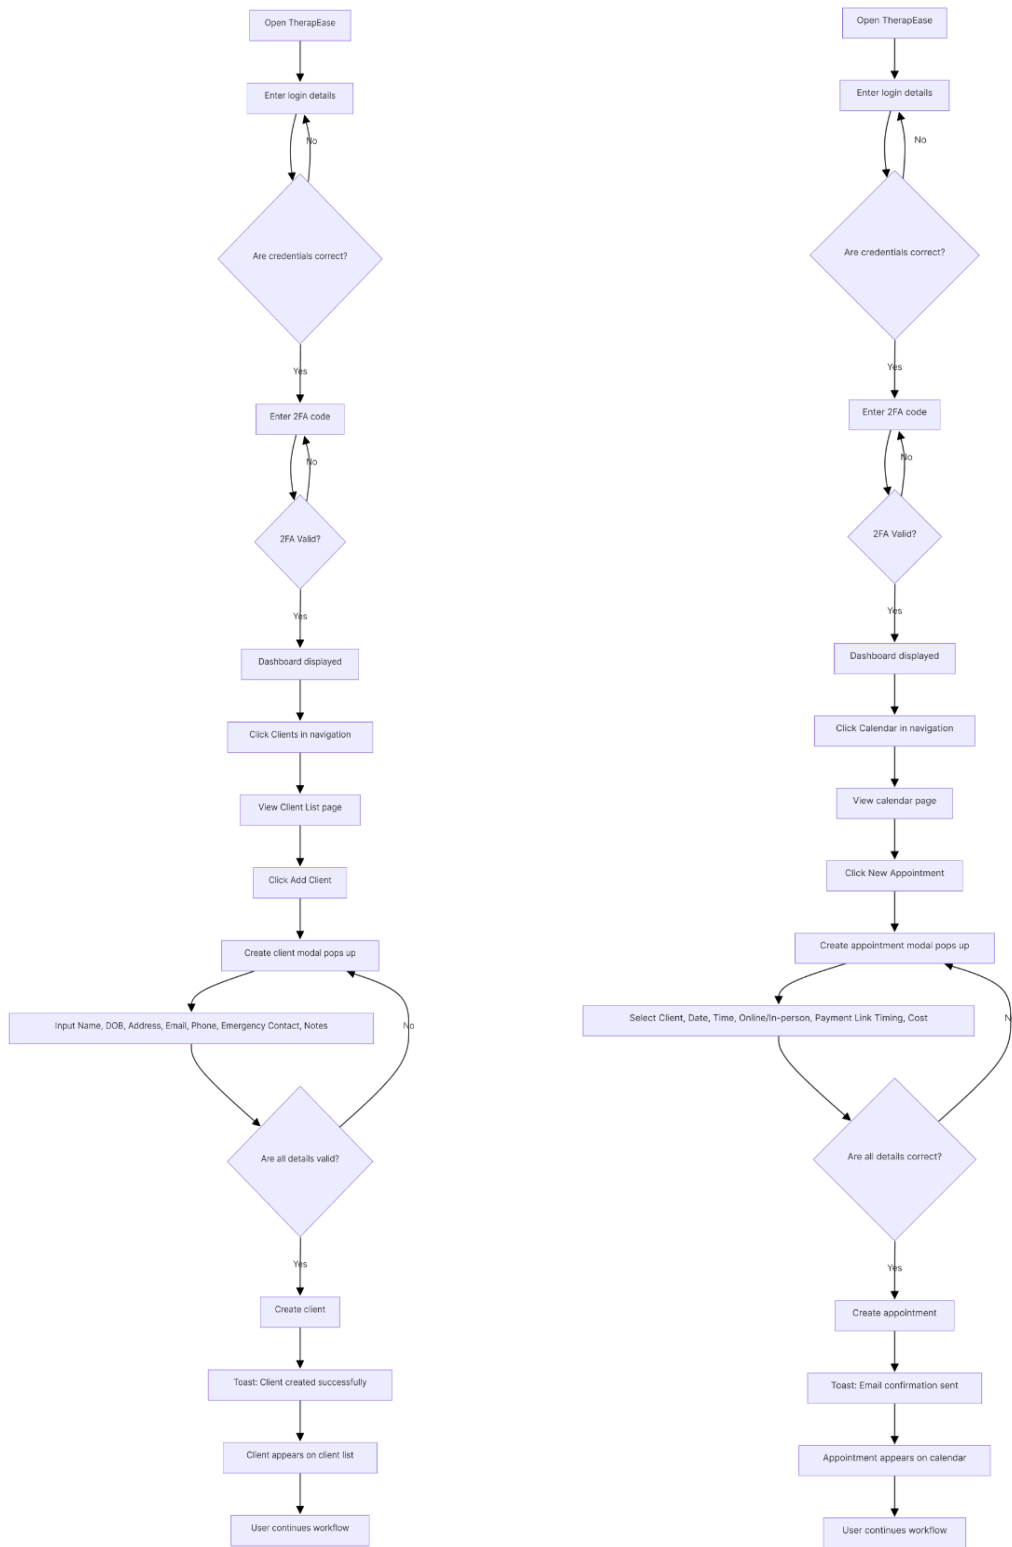 Open TherapEase
Enter login details
No
Are credentials correct?
Yes
Enter 2FA code
No
2FA Valid?
Yes
Dashboard displayed
Click Clients in navigation
View Client List page
Click Add Client
Create client modal pops up
Input Name, DOB, Address, Email, Phone, Emergency Contact, Notes
No
Are all details valid?
Yes
Create client
Toast: Client created successfully
Client appears on client list
User continues workflow
Open TherapEase
Enter login details
No
Are credentials correct?
Yes
Enter 2FA code
No
2FA Valid?
Yes
Dashboard displayed
Click Calendar in navigation
View calendar page
Click New Appointment
Create appointment modal pops up
Select Client, Date, Time, Online/In-person, Payment Link Timing, Cost
N
Are all details correct?
Yes
Create appointment
Toast: Email confirmation sent
Appointment appears on calendar
User continues workflow